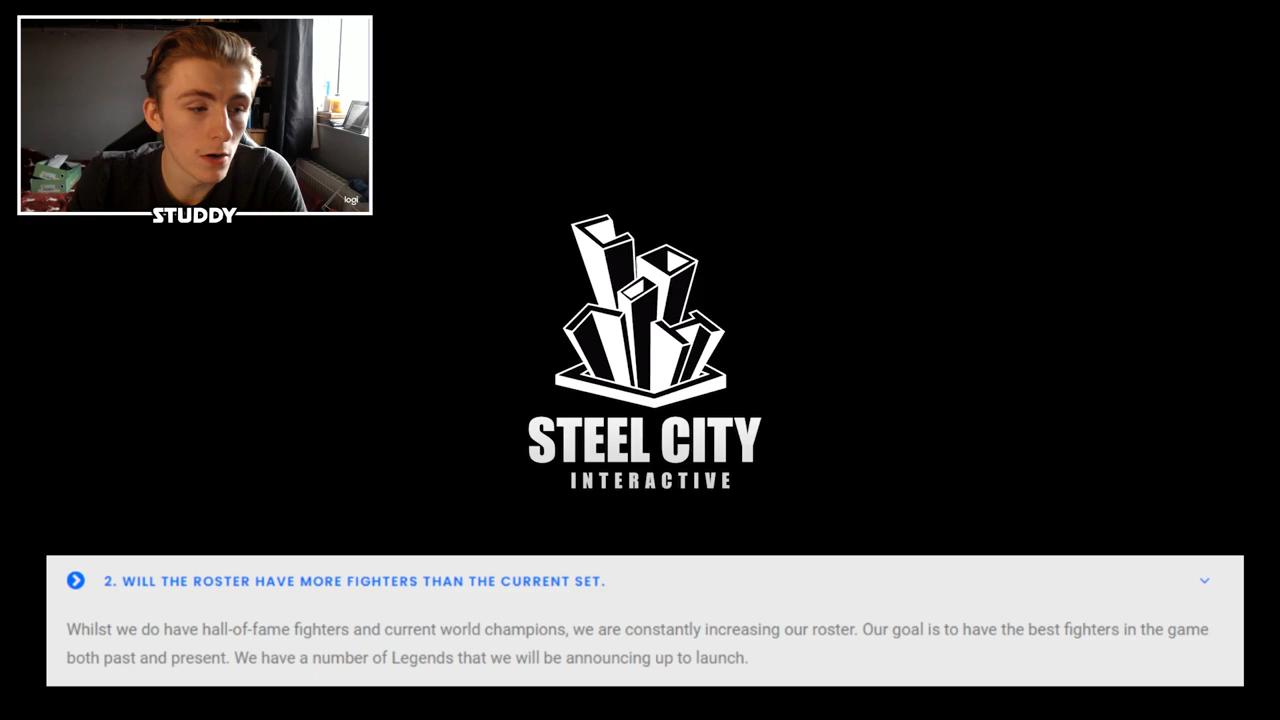 logi
STUDDY
STEEL CITY
INTERACTIVE
2. WILL THE ROSTER HAVE MORE FIGHTERS THAN THE CURRENT SET.
Whilst we do have hall-of-fame fighters and current world champions, we are constantly increasing our roster. Our goal is to have the best fighters in the game
both past and present. We have a number of Legends that we will be announcing up to launch.